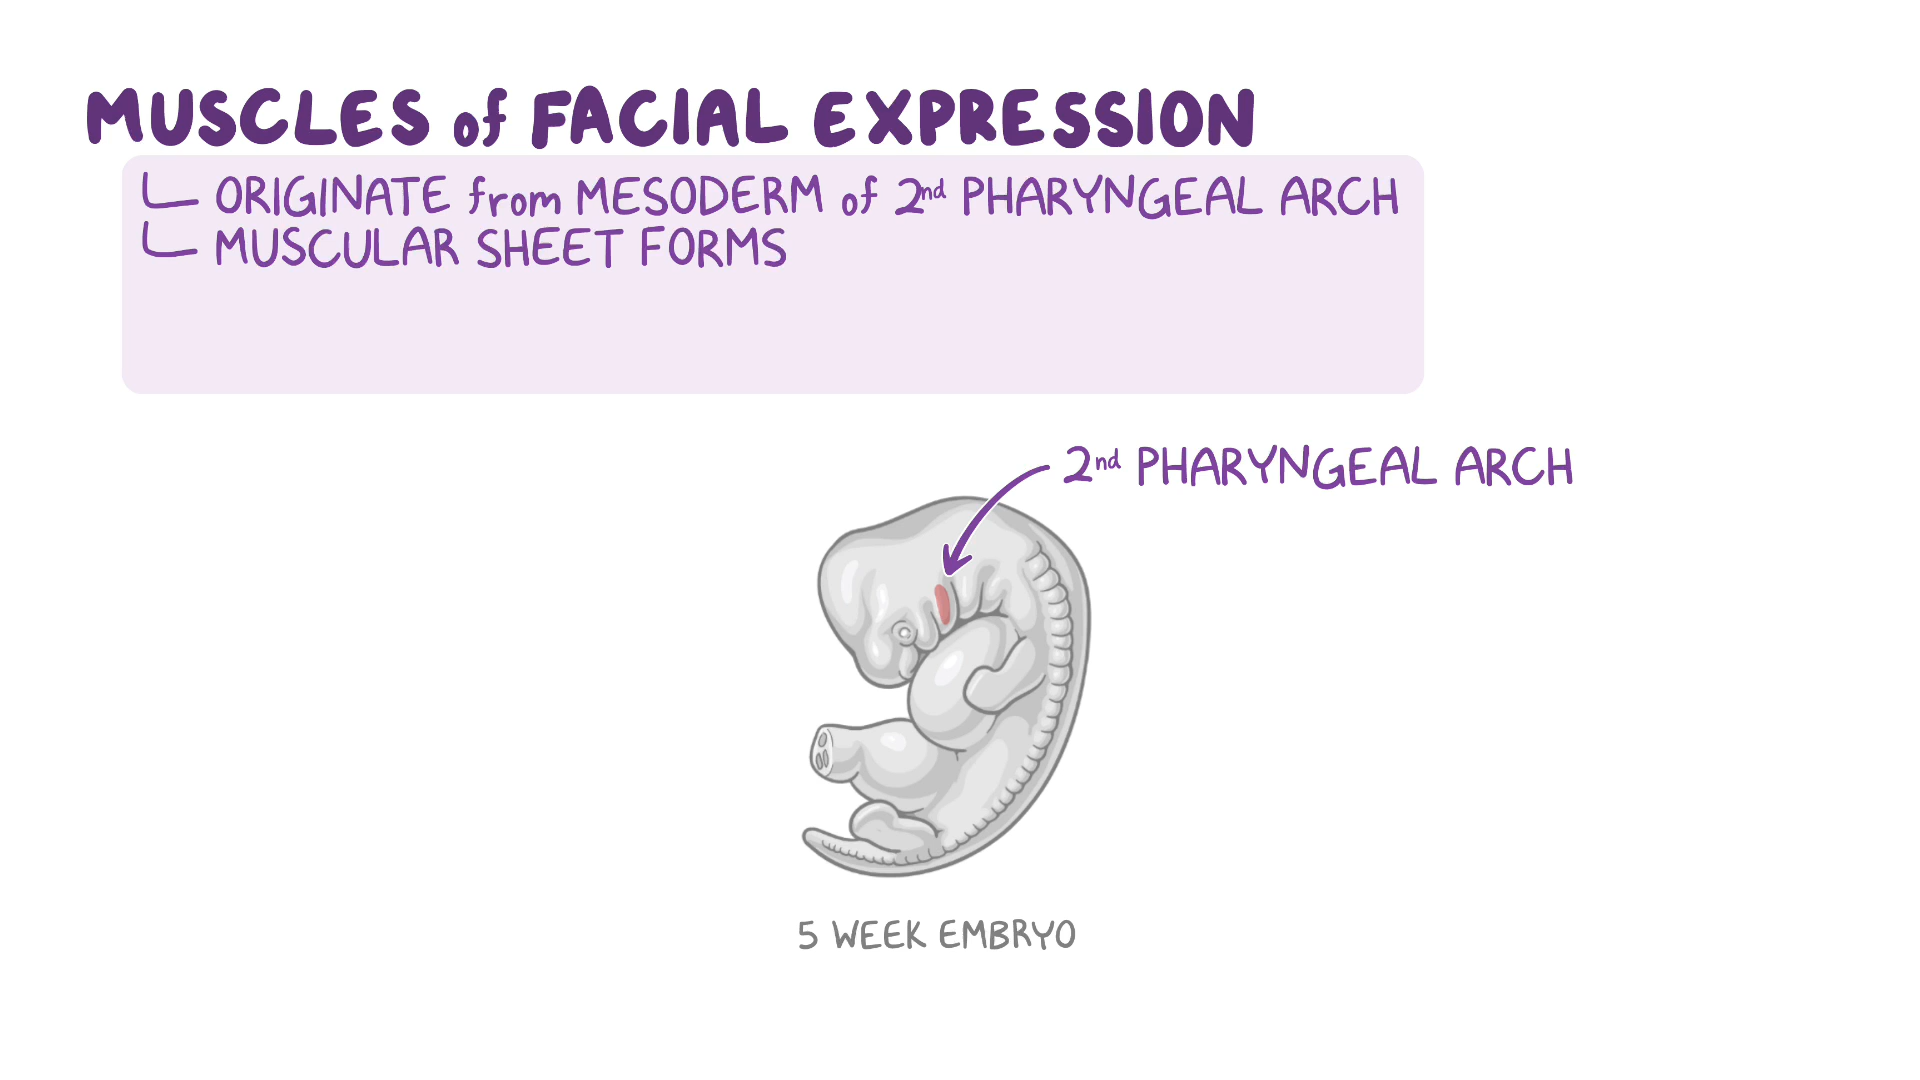 MUSCLES of FACIAL EXPRESSION
ORIGINATE from MESODERM of 2nd PHARYNGEAL ARCH
MUSCULAR SHEET FORMS
2nd PHARYNGEAL ARCH
5 WEEK EMBRYO